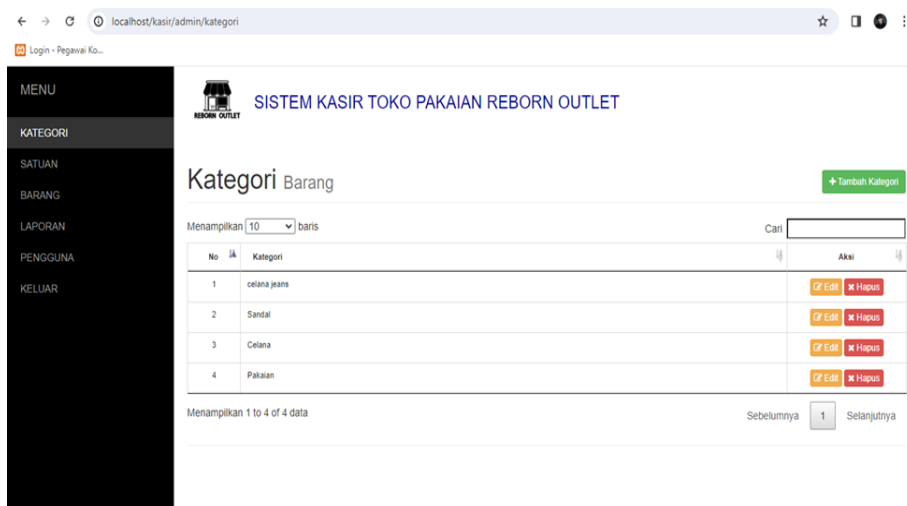 localhost/kasir/admin/kategori
Login - Pegawai Ko...
MENU
KATEGORI
SATUAN
BARANG
LAPORAN
PENGGUNA
KELUAR
REBORN OUTLET
SISTEM KASIR TOKO PAKAIAN REBORN OUTLET
Kategori Barang
+ Tambah Kategori
Menampilkan 10 baris
Cari
No Kategori Aksi
1 celana jeans Edit Hapus
2 Sandal Edit Hapus
3 Celana Edit Hapus
4 Pakaian Edit Hapus
Menampilkan 1 to 4 of 4 data
Sebelumnya 1 Selanjutnya